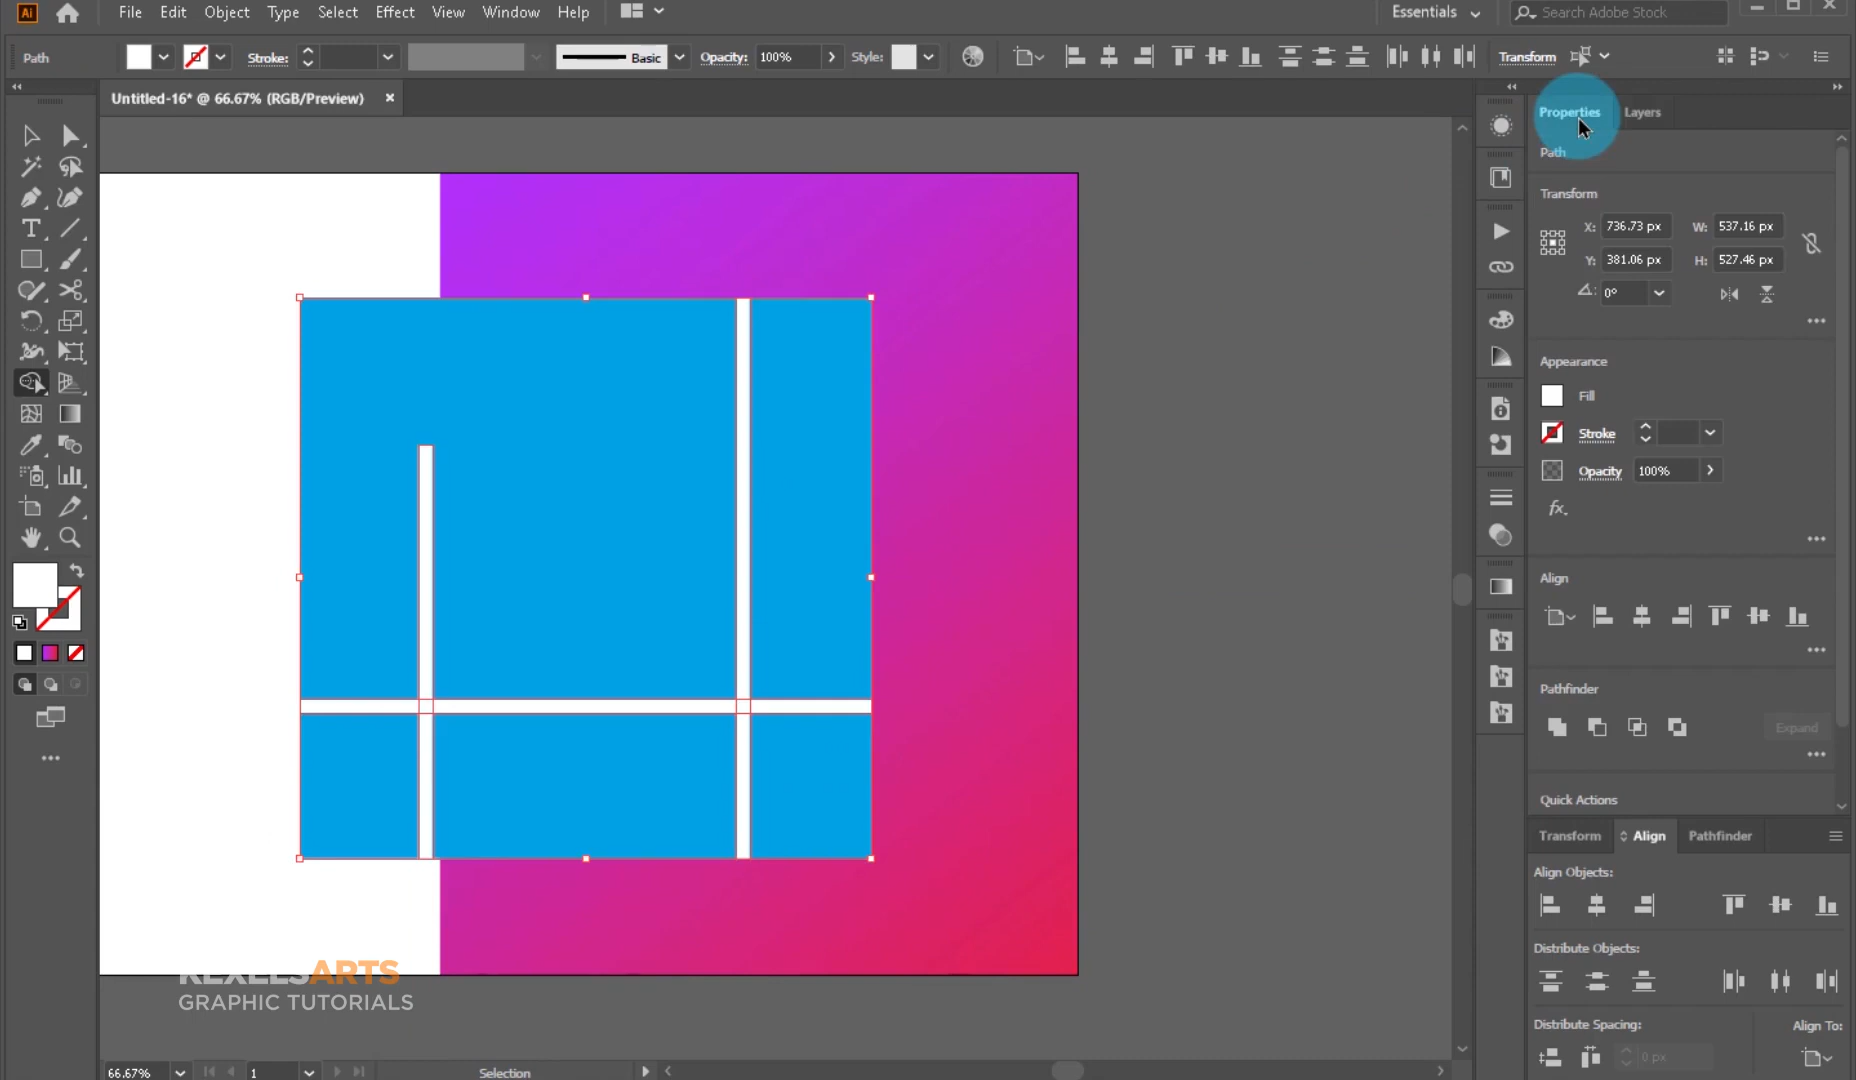 Ai File Edit Object Type Select Effect View Window Help Essentials Search Adobe Stock
Path Stroke: Basic Opacity: 100% Style: Transform
Untitled-16* @ 66.67% (RGB/Preview) ×
Properties Layers
Path
Transform
X: 736.73 px W: 537.16 px
Y: 381.06 px H: 527.46 px
0°
Appearance
Fill
Stroke
Opacity 100%
fx.
Align
Pathfinder
Expand
Quick Actions
Transform Align Pathfinder
Align Objects:
Distribute Objects:
Distribute Spacing: Align To:
0 px
ARTS
GRAPHIC TUTORIALS
66.67% 1 Selection